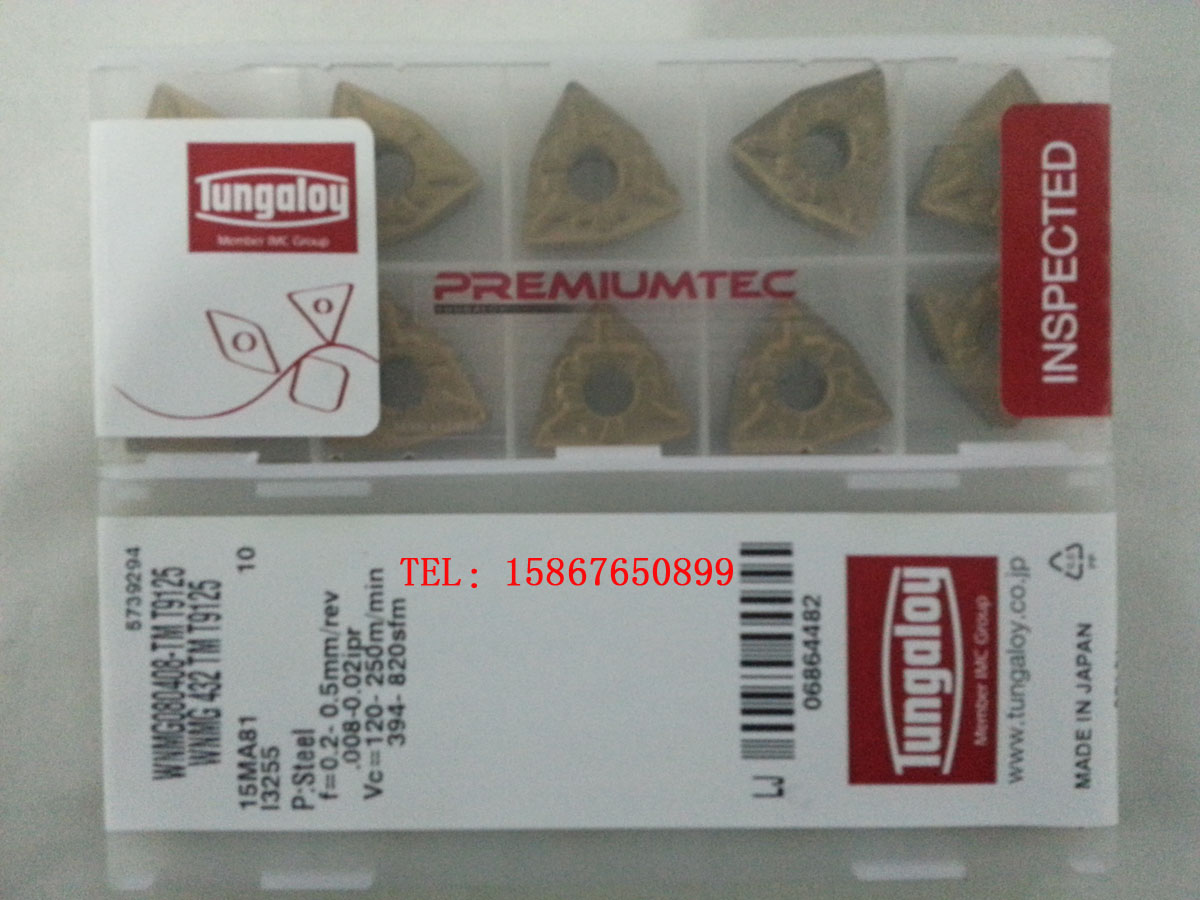 Tungaloy
Member IMC Group
PREMIUMTEC
INSPECTED
TEL: 15867650899
5739294
WNMG080408-TM T9125
WNMG 432 TM T9125
10
15MA81
I3255
P:Steel
f=0.2- 0.5mm/rev
.008-0.02ipr
Vc=120- 250m/min
394- 820sfm
LJ
06864482
Tungaloy
Member IMC Group
www.tungaloy.co.jp
MADE IN JAPAN